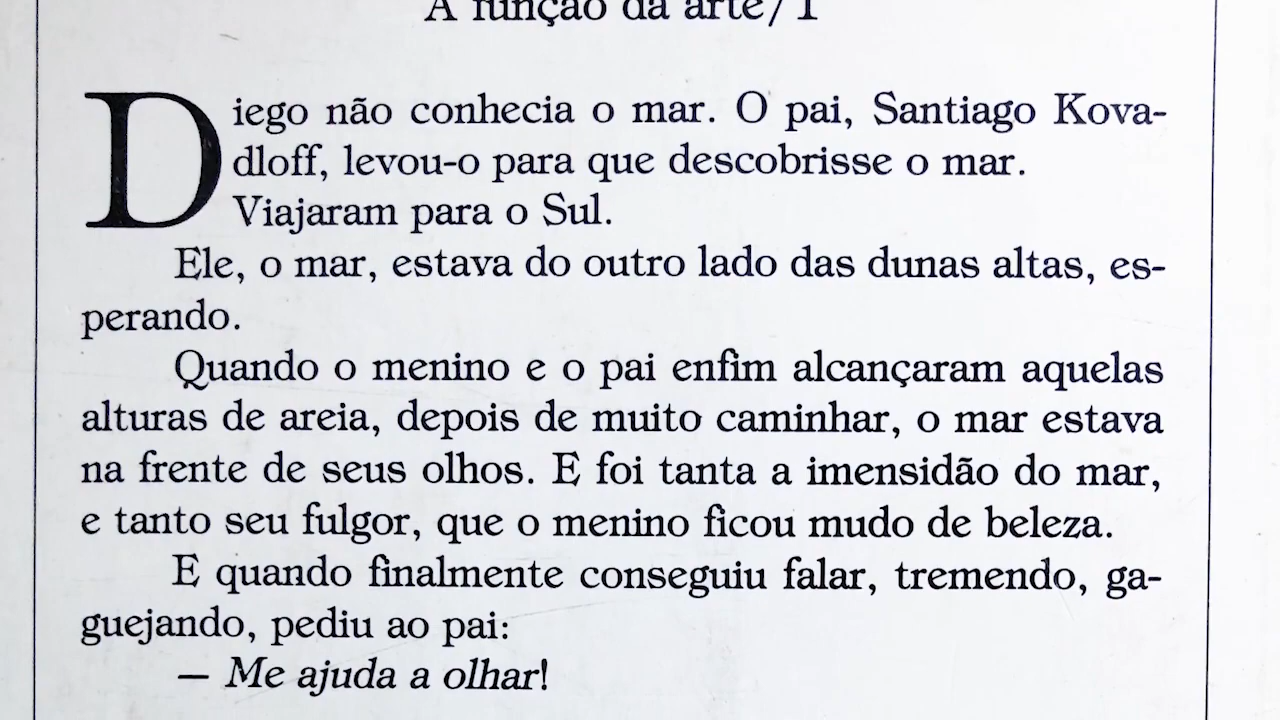 A função da arte/1
Diego não conhecia o mar. O pai, Santiago Kova-
dloff, levou-o para que descobrisse o mar.
Viajaram para o Sul.
Ele, o mar, estava do outro lado das dunas altas, es-
perando.
Quando o menino e o pai enfim alcançaram aquelas
alturas de areia, depois de muito caminhar, o mar estava
na frente de seus olhos. E foi tanta a imensidão do mar,
e tanto seu fulgor, que o menino ficou mudo de beleza.
E quando finalmente conseguiu falar, tremendo, ga-
guejando, pediu ao pai:
— Me ajuda a olhar!